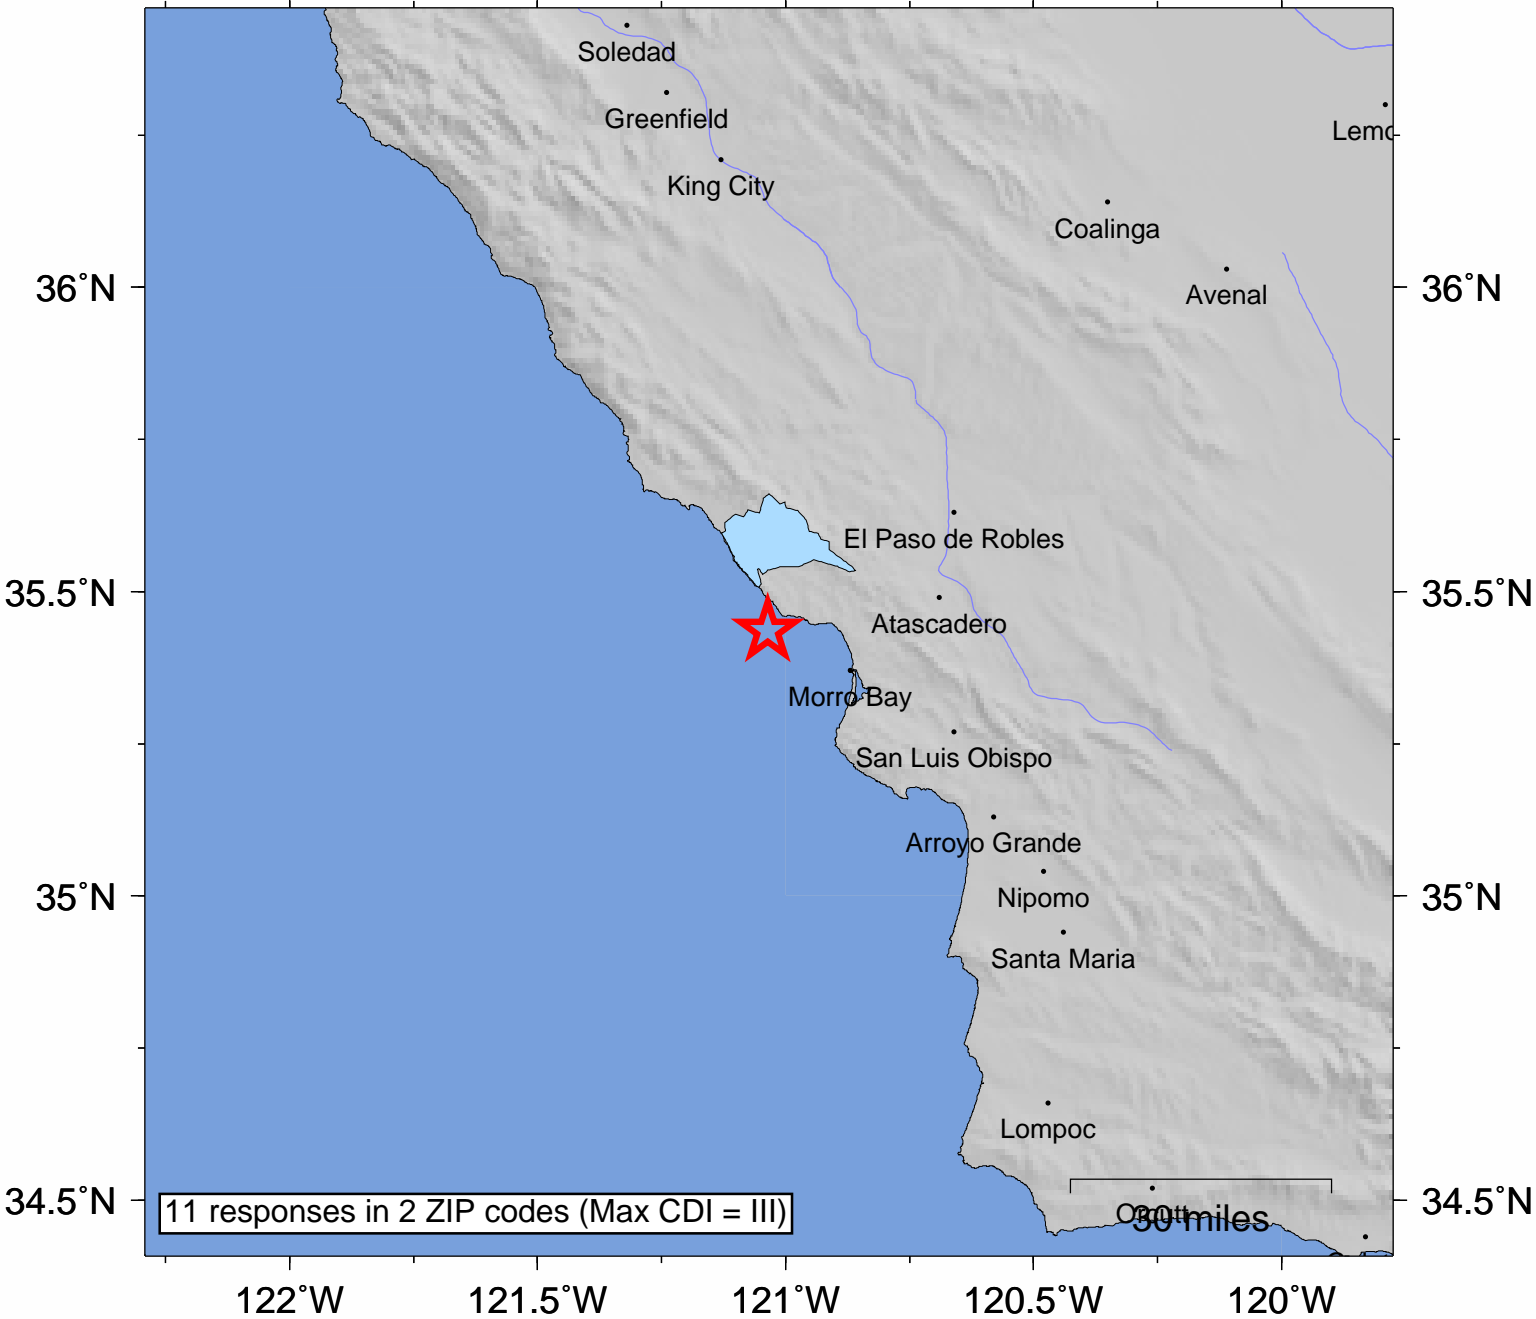 Soledad
Greenfield
Lemo
King City
Coalinga
36°N
Avenal
36°N
El Paso de Robles
35.5°N
35.5°N
Atascadero
Morro Bay
San Luis Obispo
Arroyo Grande
35°N
Nipomo
35°N
Santa Maria
Lompoc
34.5°N
11 responses in 2 ZIP codes (Max CDI = III)
Orcutt
30 miles
34.5°N
122°W
121.5°W
121°W
120.5°W
120°W